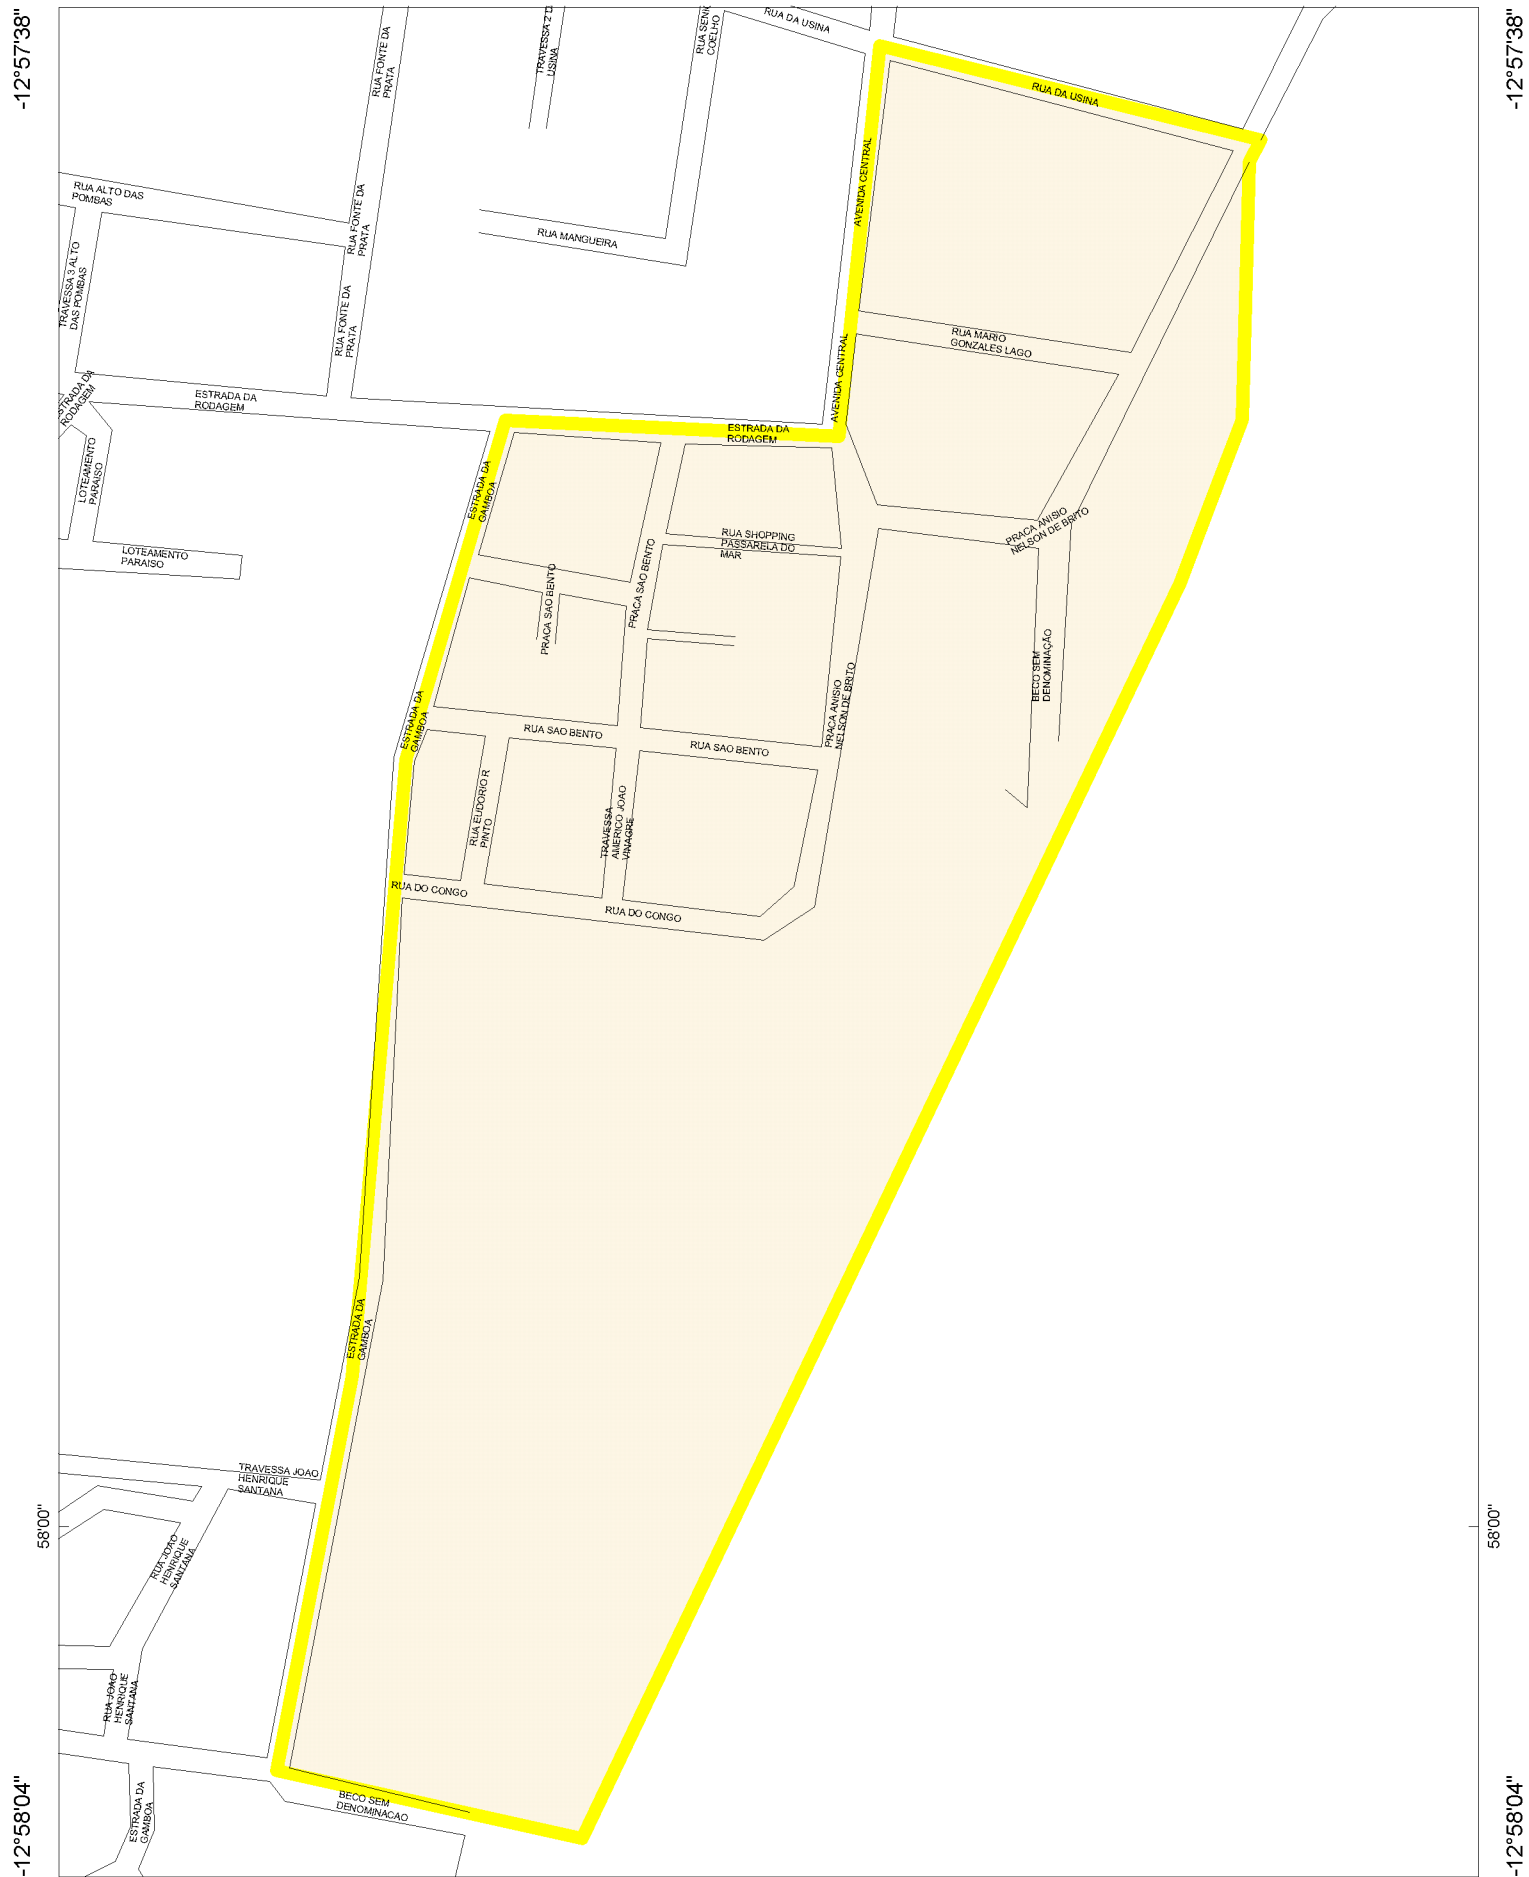 -12°57'38"
-12°57'38"
RUA FONTE DA
PRATA
TRAVESSA 2 D
USINA
COELHO
RUA DA USINA
RUA DA USINA
RUA ALTO DAS
POMBAS
RUA FONTE DA
PRATA
RUA MANGUEIRA
AVENIDA CENTRAL
TRAVESSA 3 ALTO
DAS POMBAS
RUA FONTE DA
PRATA
RUA MARIO
GONZALES LAGO
AVENIDA CENTRAL
STRADA DA
RODAGEM
ESTRADA DA
RODAGEM
ESTRADA DA
RODAGEM
LOTEAMENTO
PARAISO
ESTRADA DA
GAMBOA
LOTEAMENTO
PARAISO
RUA SHOPPING
PASSARELA DO
MAR
PRACA ANISIO
NELSON DE BRITO
PRACA SAO BENTO
PRACA SAO BENTO
BECO SEM
DENOMINAÇÃO
ESTRADA DA
GAMBOA
RUA SAO BENTO
RUA SAO BENTO
PRACA ANISIO
NELSON DE BRITO
RUA EUDORIO R
PINTO
TRAVESSA
AMERICO JOAO
VINAGRE
RUA DO CONGO
RUA DO CONGO
ESTRADA DA
GAMBOA
TRAVESSA JOAO
HENRIQUE
SANTANA
58'00"
58'00"
RUA JOAO
HENRIQUE
SANTANA
RUA JOAO
HENRIQUE
SANTANA
ESTRADA DA
GAMBOA
BECO SEM
DENOMINACAO
-12°58'04"
-12°58'04"